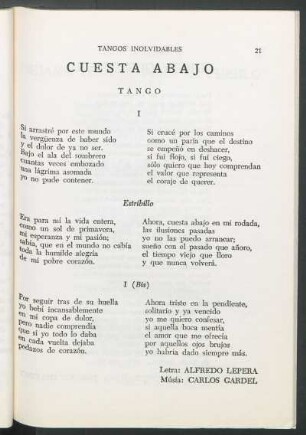 TANGOS INOLVIDABLES 21
CUESTA ABAJO
TANGO
I
Si arrastré por este mundo
la vergüenza de haber sido
y el dolor de ya no ser.
Bajo el ala del sombrero
cuantas veces embozada
una lágrima asomada
ya no pude contener.
Si crucé por los caminos
como un paria que el destino
se empeñó en deshacer,
si fui flojo, si fui ciego,
sólo quiero que hoy comprendan
el valor que representa
el coraje de querer.
Estribillo
Era para mí la vida entera,
como un sol de primavera,
mi esperanza y mi pasión;
sabía, que en el mundo no cabía
toda la humilde alegría
de mi pobre corazón.
Ahora, cuesta abajo en mi rodada,
las ilusiones pasadas
yo no las puedo arrancar;
sueño con el pasado que añoro,
el tiempo viejo que lloro
y que nunca volverá.
I (Bis)
Por seguir tras de su huella
yo bebí incansablemente
en mi copa de dolor,
pero nadie comprendía
que si yo todo lo daba
en cada vuelta dejaba
pedazos de corazón.
Ahora triste en la pendiente,
solitario y ya vencido
yo me quiero confesar,
si aquella boca mentía
el amor que me ofrecía
por aquellos ojos brujos
yo habría dado siempre más.
Letra: ALFREDO LEPERA
Músia: CARLOS GARDEL